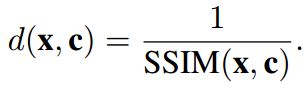 d(x, c) = 1 / SSIM(x, c) .